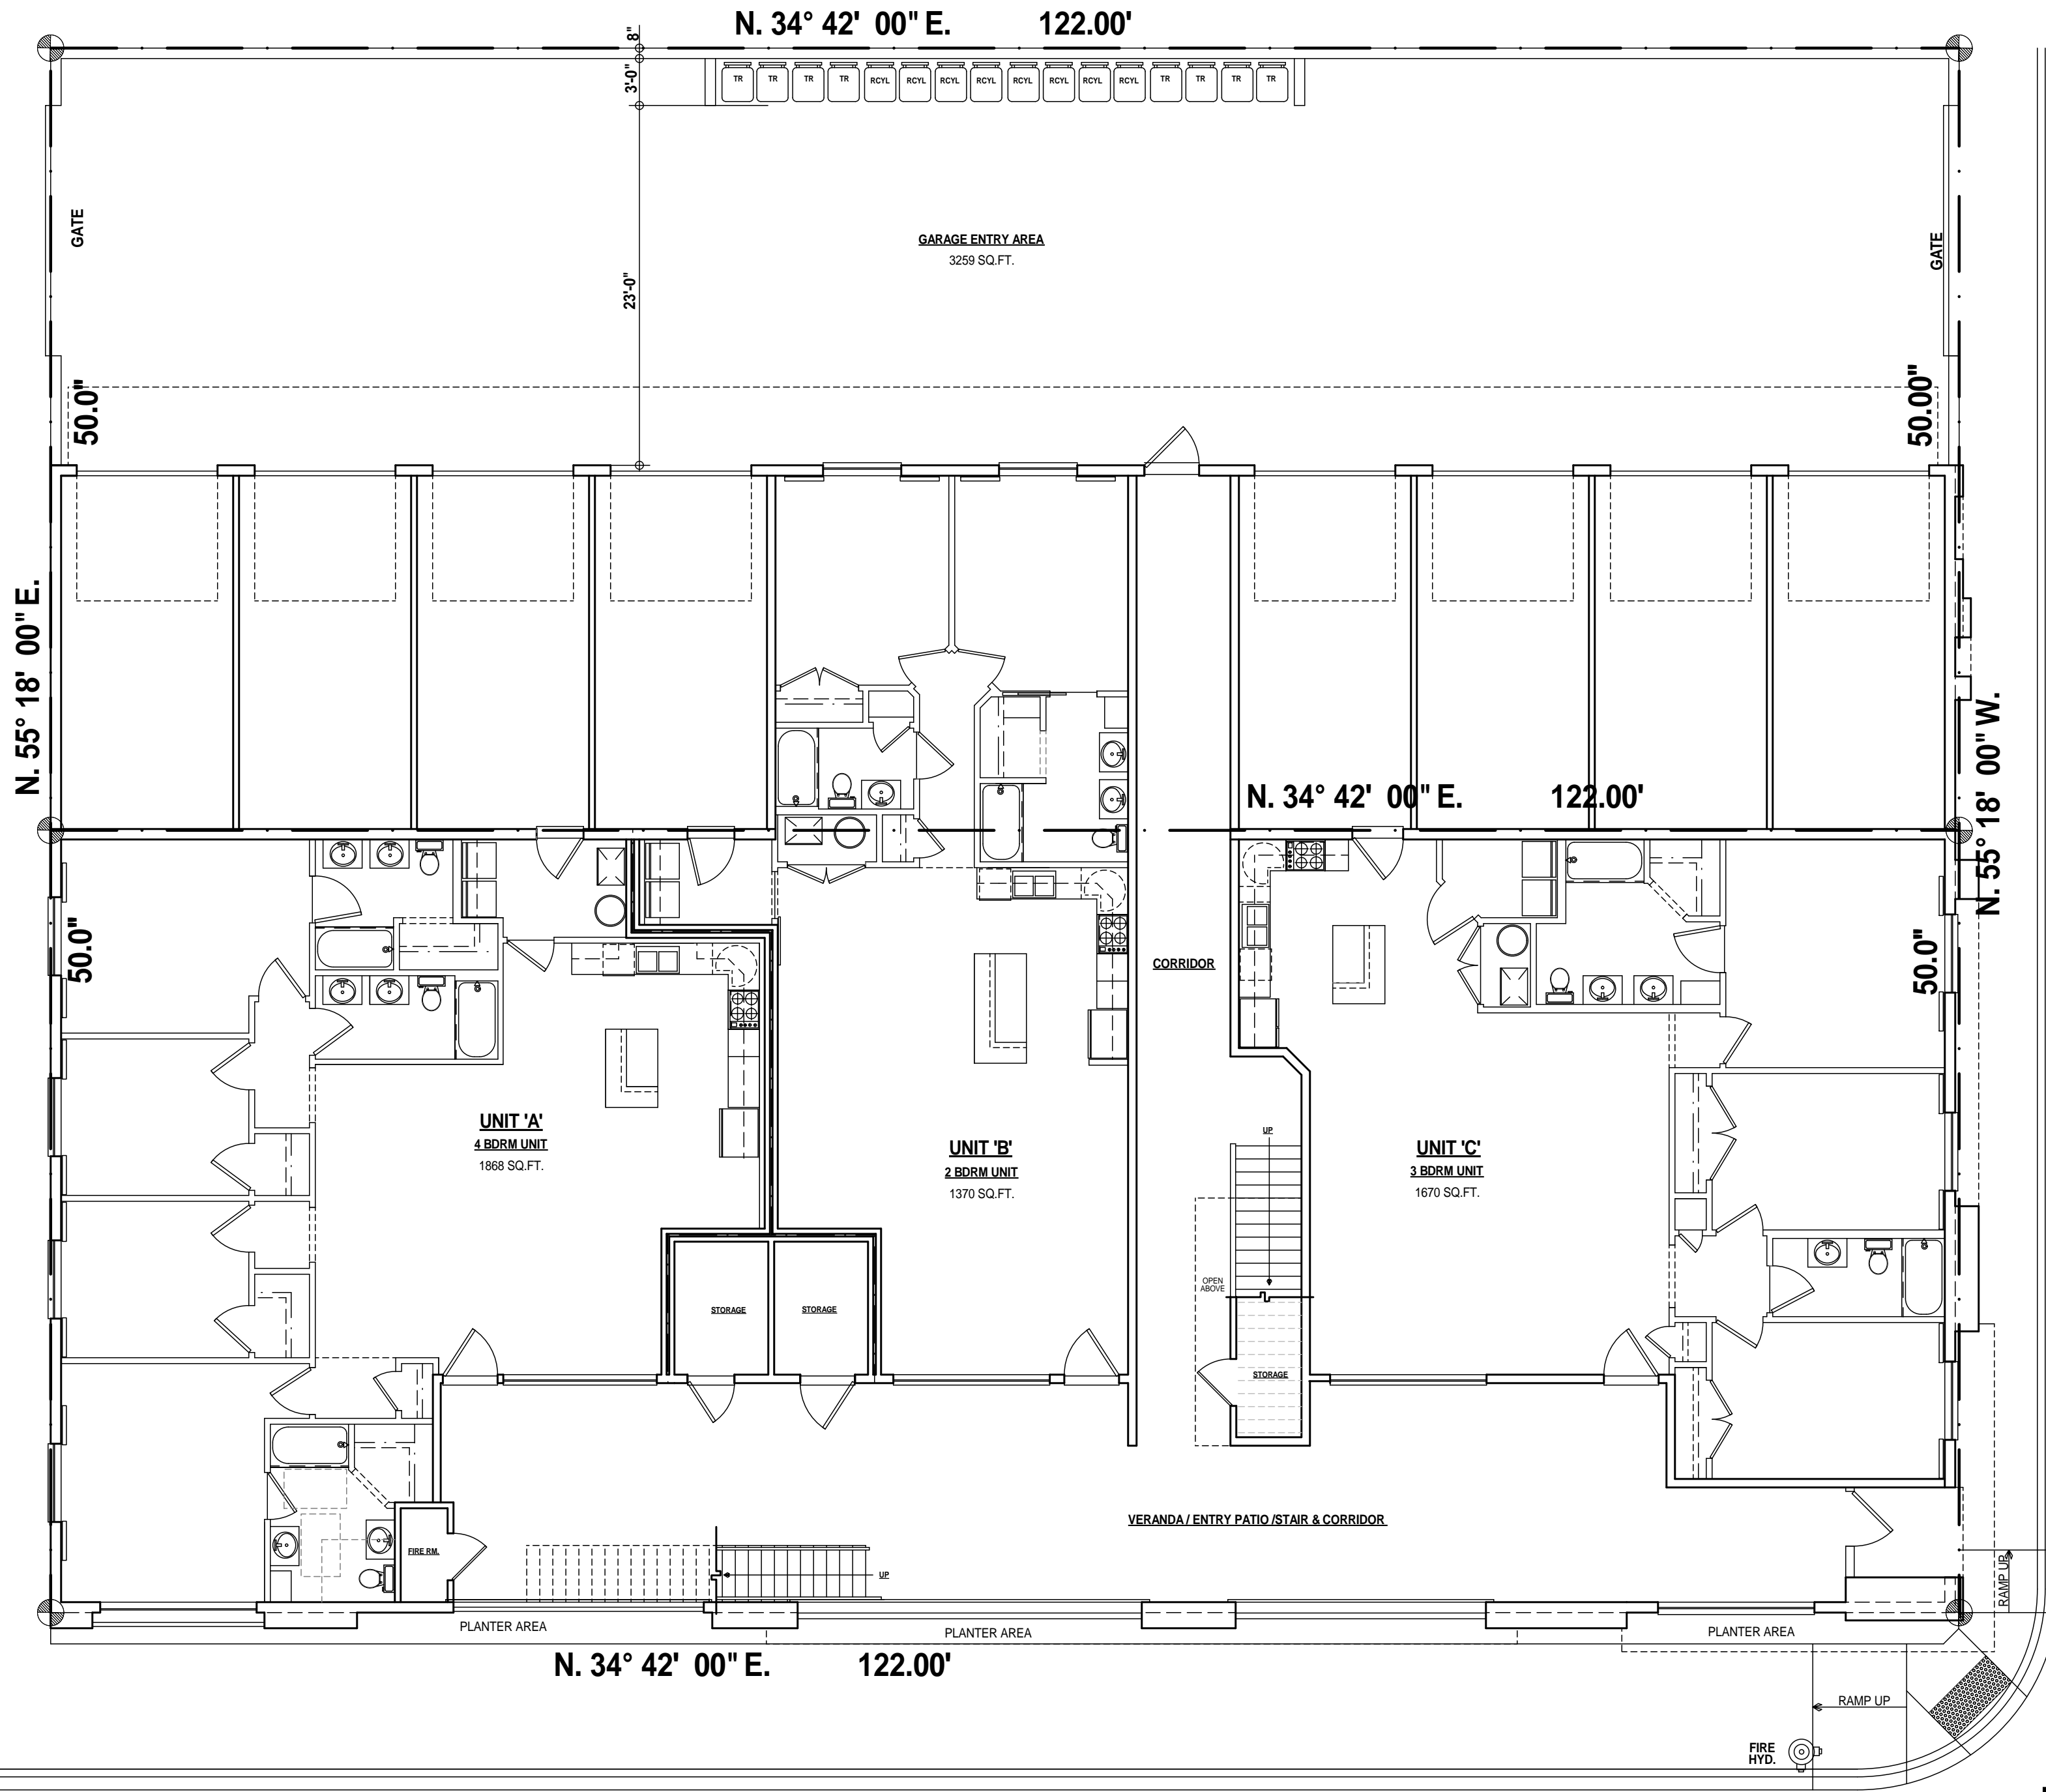 N. 34° 42' 00" E. 122.00'
8"
3'-0"
TR TR TR TR RCYL RCYL RCYL RCYL RCYL RCYL RCYL RCYL TR TR TR TR
GATE
GATE
GARAGE ENTRY AREA
3259 SQ.FT.
23'-0"
50.0"
50.00"
N. 55° 18' 00" E.
N. 55° 18' 00" W.
N. 34° 42' 00" E. 122.00'
50.0"
50.0"
CORRIDOR
UNIT 'A'
4 BDRM UNIT
1868 SQ.FT.
UNIT 'B'
2 BDRM UNIT
1370 SQ.FT.
UP
UNIT 'C'
3 BDRM UNIT
1670 SQ.FT.
OPEN
ABOVE
STORAGE
STORAGE
STORAGE
VERANDA / ENTRY PATIO /STAIR & CORRIDOR
FIRE RM.
UP
RAMP UP
PLANTER AREA
PLANTER AREA
PLANTER AREA
N. 34° 42' 00" E. 122.00'
RAMP UP
FIRE
HYD.